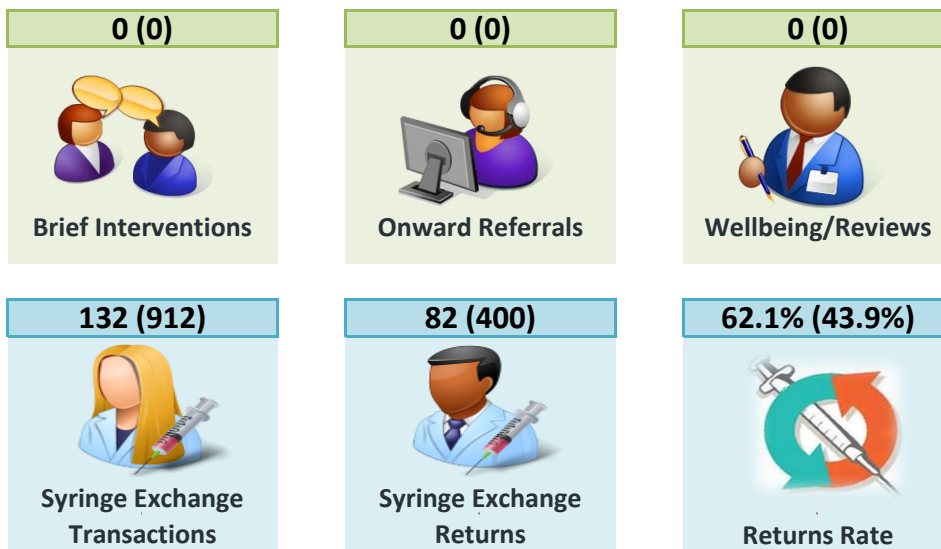 0 (0)
0 (0)
0 (0)
Brief Interventions
Onward Referrals
Wellbeing/Reviews
132 (912)
82 (400)
62.1% (43.9%)
Syringe Exchange
Transactions
Syringe Exchange
Returns
Returns Rate